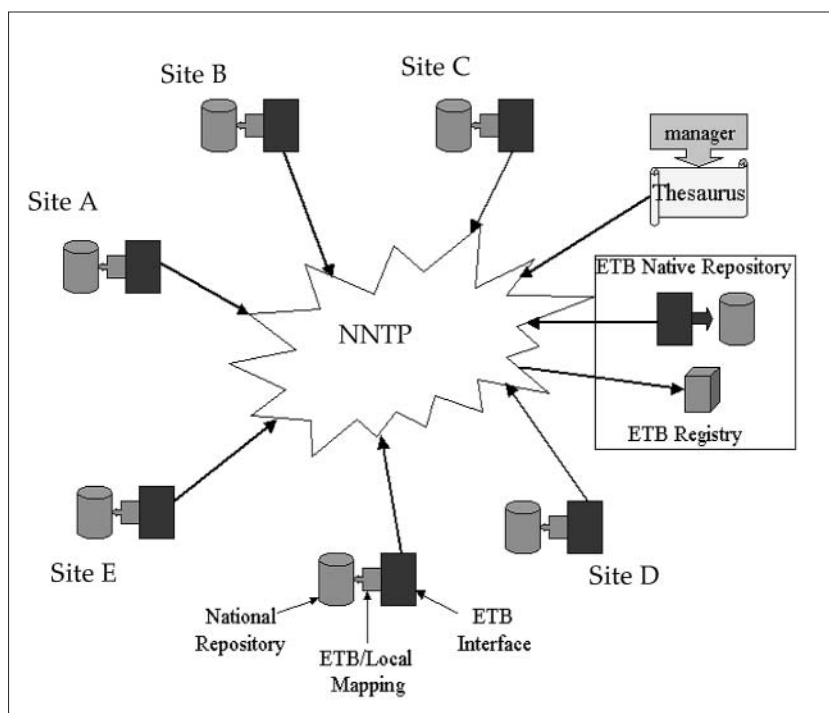 Site B
Site C
manager
Thesaurus
Site A
ETB Native Repository
NNTP
ETB Registry
Site E
Site D
National
Repository
ETB/Local
Mapping
ETB
Interface